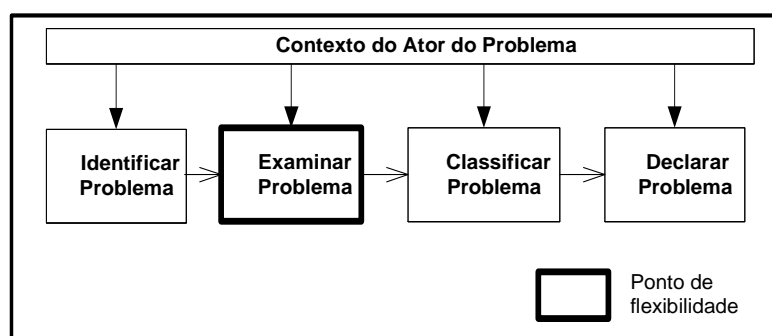 Contexto do Ator do Problema
Identificar
Problema
Examinar
Problema
Classificar
Problema
Declarar
Problema
Ponto de
flexibilidade